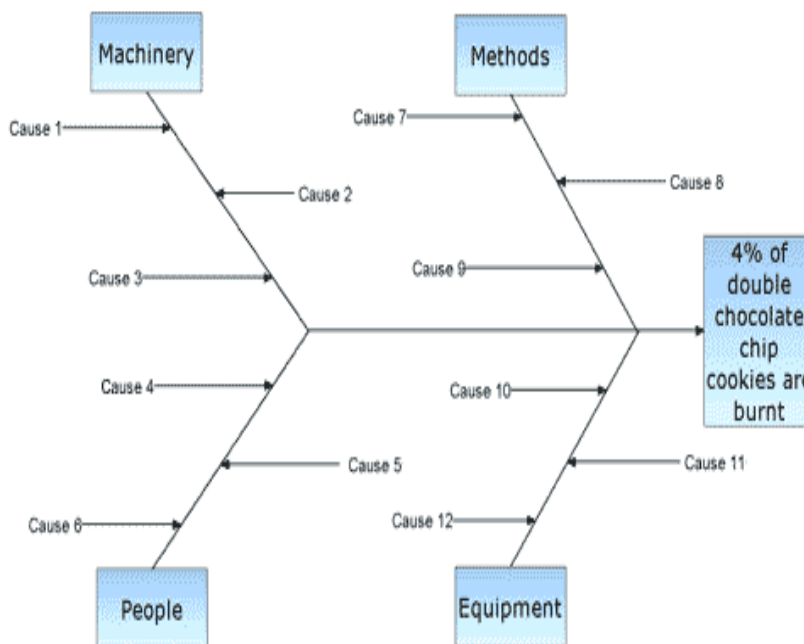 Machinery
Methods
Cause 1
Cause 7
Cause 2
Cause 8
Cause 3
Cause 9
4% of
double
chocolate
chip
cookies are
burnt
Cause 4
Cause 10
Cause 5
Cause 11
Cause 6
Cause 12
People
Equipment